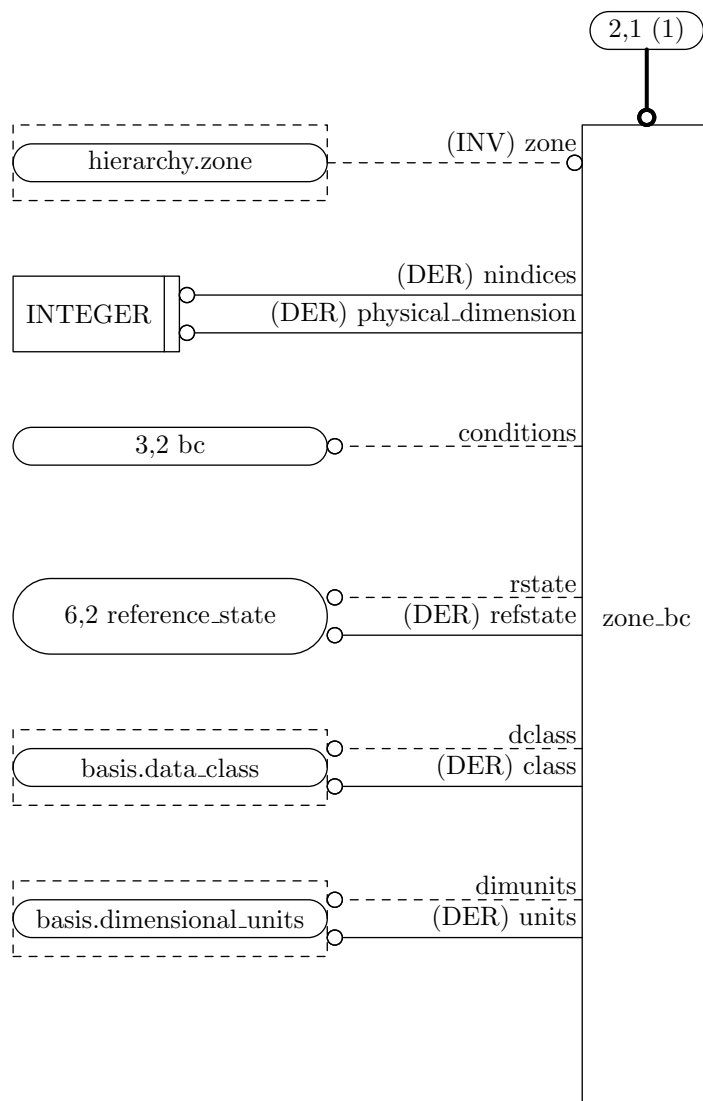 2,1 (1)
(INV) zone
hierarchy.zone
(DER) nindices
INTEGER
(DER) physical_dimension
conditions
3,2 bc
rstate
6,2 reference_state
(DER) refstate
zone_bc
dclass
basis.data_class
(DER) class
dimunits
basis.dimensional_units
(DER) units